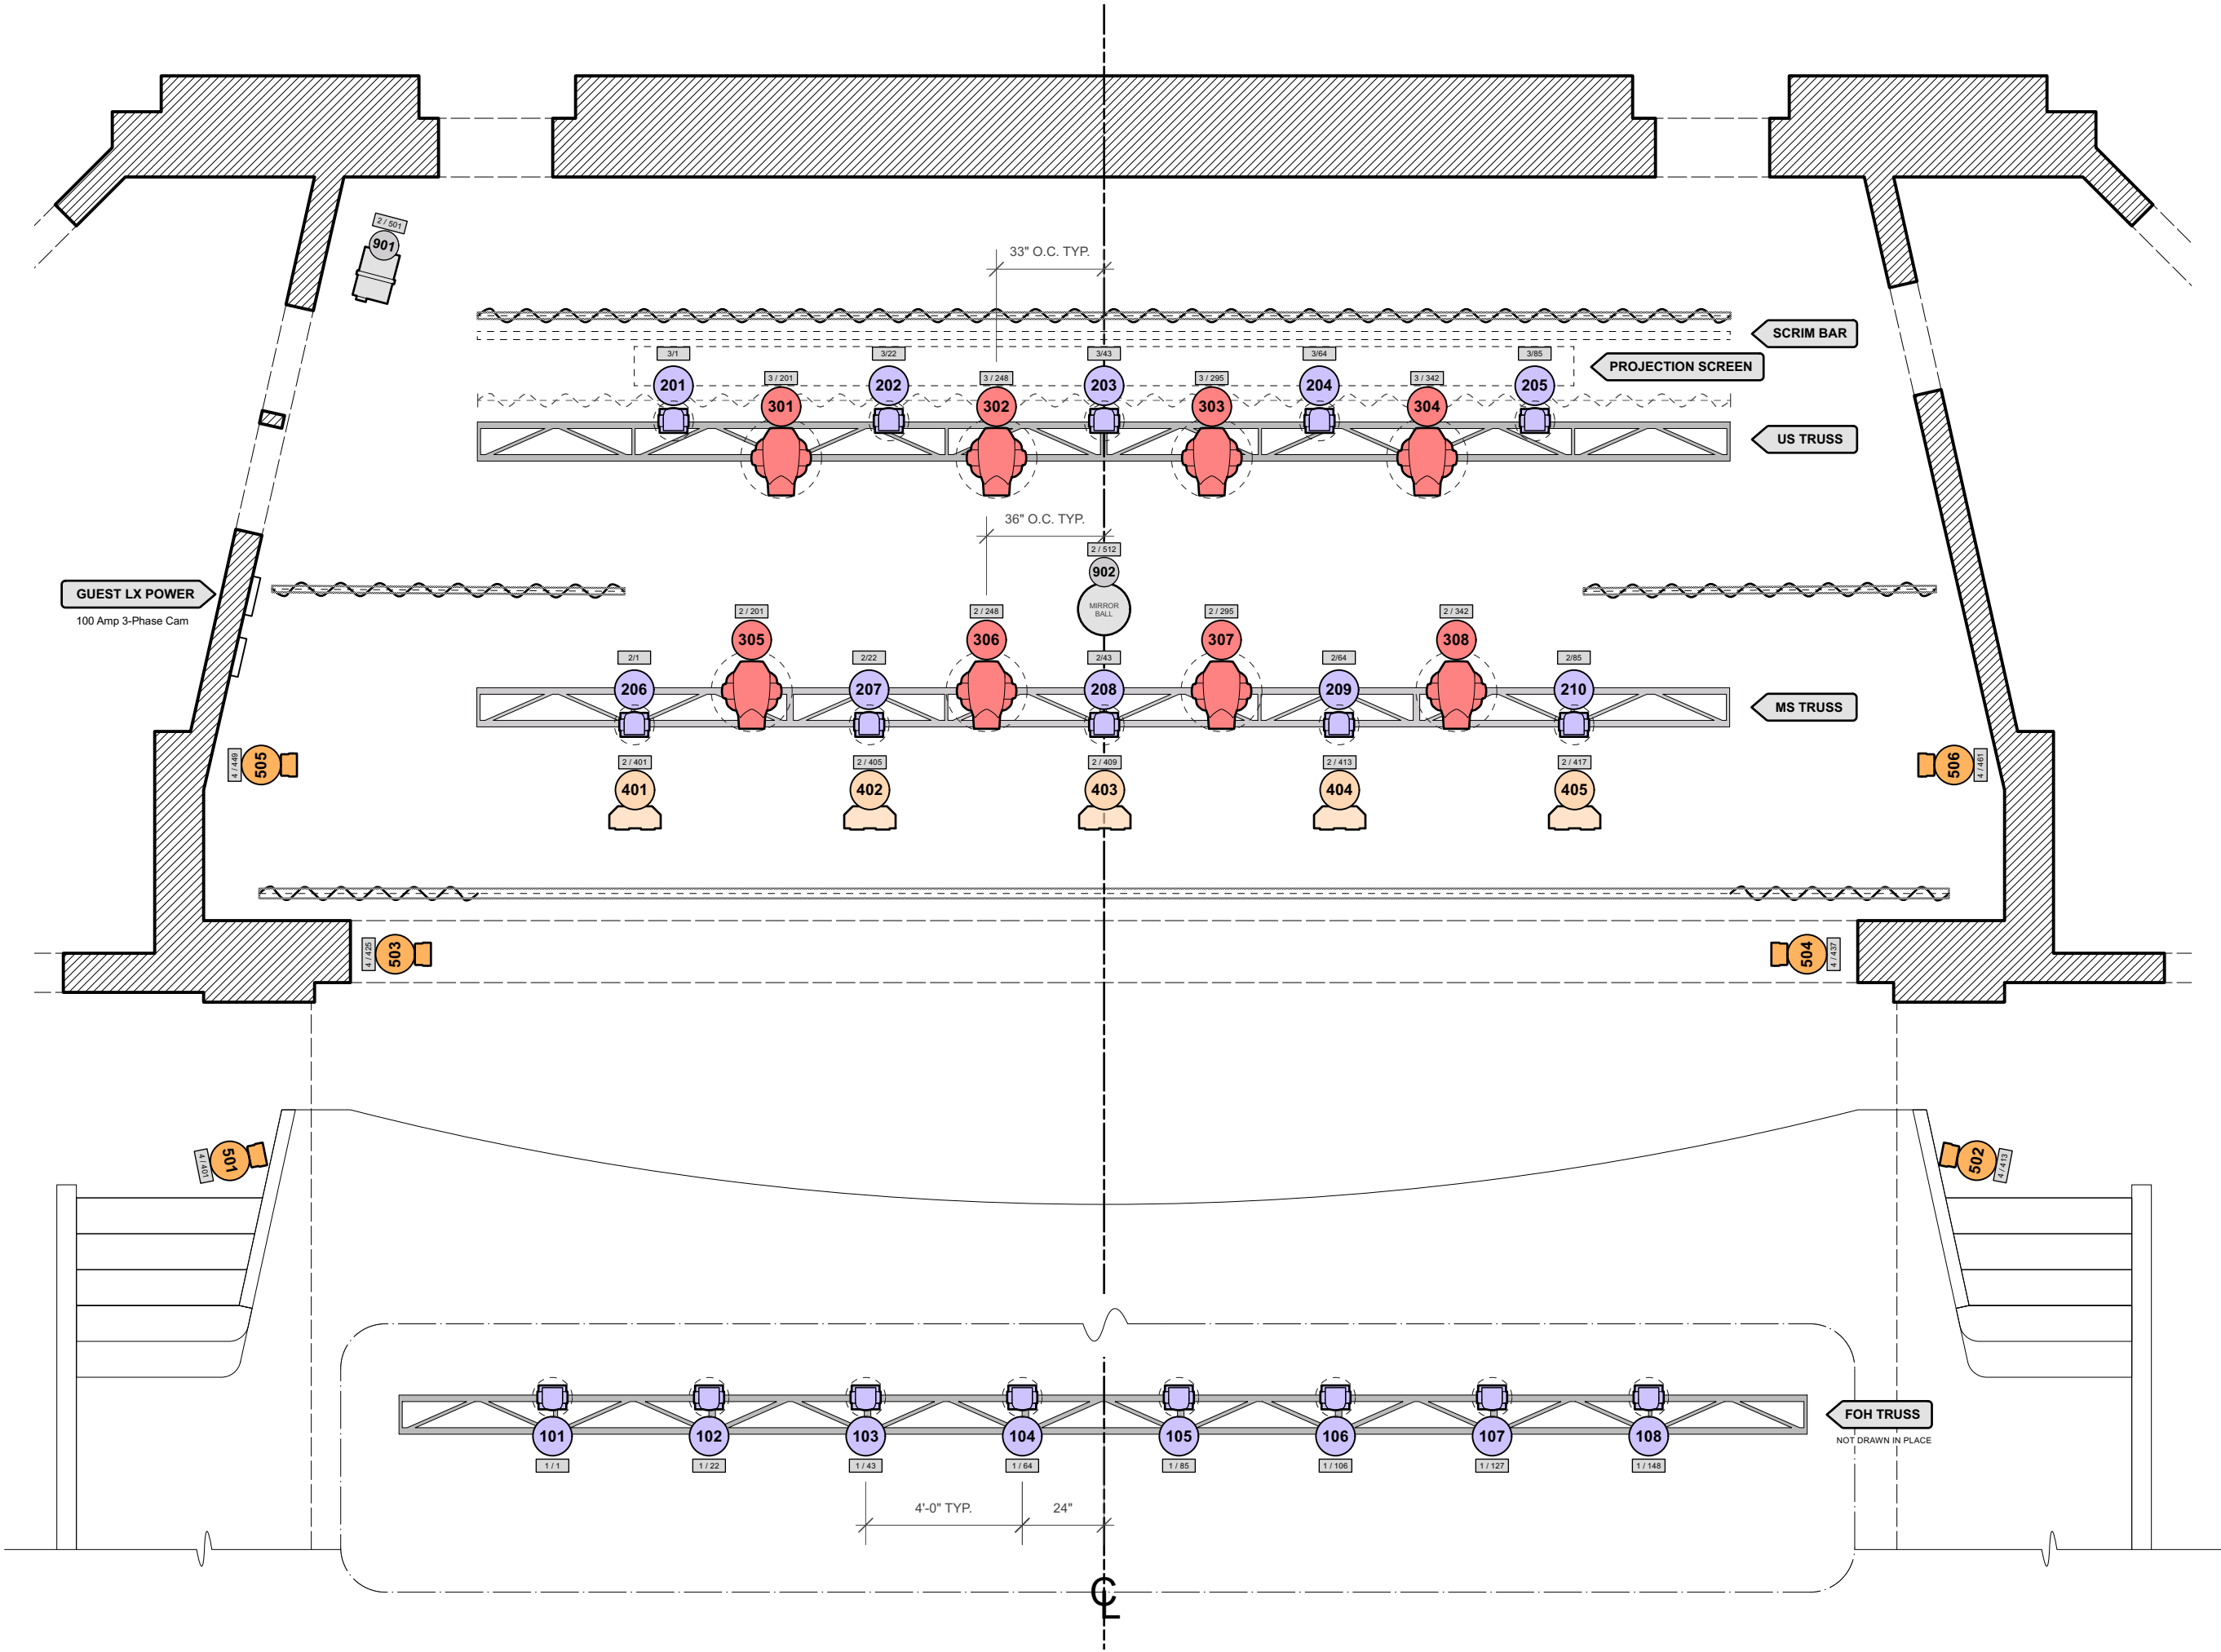 2 / 501
901
33" O.C. TYP.
SCRIM BAR
PROJECTION SCREEN
3/1
3/22
3/43
3/64
3/85
201
202
203
204
205
3 / 201
3 / 248
3 / 295
3 / 342
301
302
303
304
US TRUSS
36" O.C. TYP.
2 / 512
902
MIRROR
BALL
GUEST LX POWER
100 Amp 3-Phase Cam
2 / 201
2 / 248
2 / 295
2 / 342
305
306
307
308
2/1
2/22
2/43
2/64
2/85
206
207
208
209
210
MS TRUSS
4 / 449
505
506
4 / 461
2 / 401
2 / 405
2 / 409
2 / 413
2 / 417
401
402
403
404
405
4 / 425
503
504
4 / 437
4 / 401
501
502
4 / 413
FOH TRUSS
NOT DRAWN IN PLACE
101
102
103
104
105
106
107
108
1 / 1
1 / 22
1 / 43
1 / 64
1 / 85
1 / 106
1 / 127
1 / 148
4'-0" TYP.
24"
CL